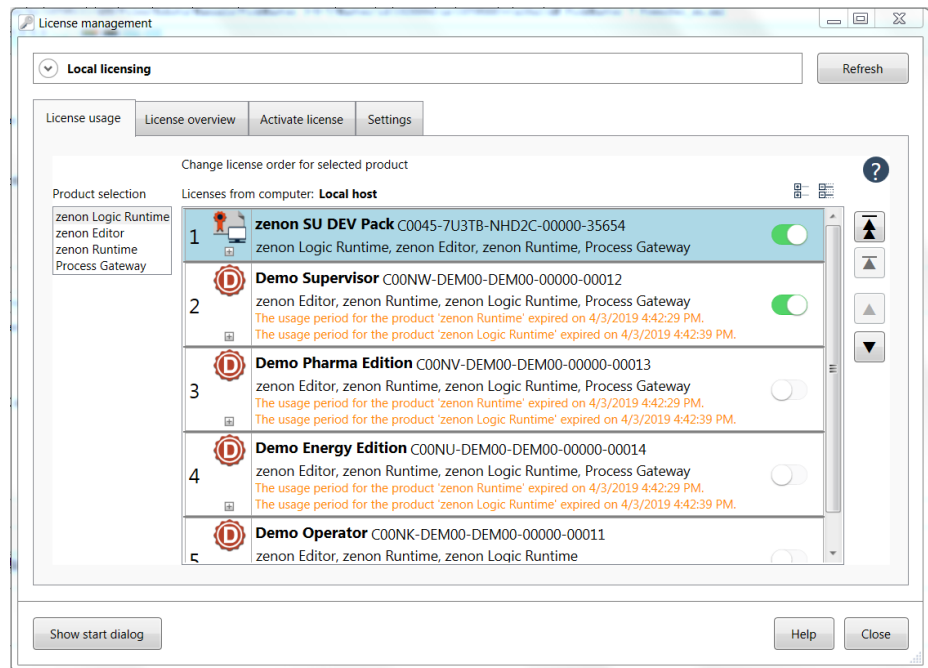 License management
Local licensing
Refresh
License usage
License overview
Activate license
Settings
Change license order for selected product
Product selection
Licenses from computer: Local host
zenon Logic Runtime
zenon Editor
zenon Runtime
Process Gateway
1
zenon SU DEV Pack C0045-7U3TB-NHD2C-00000-35654
zenon Logic Runtime, zenon Editor, zenon Runtime, Process Gateway
2
Demo Supervisor C00NW-DEM00-DEM00-00000-00012
zenon Editor, zenon Runtime, zenon Logic Runtime, Process Gateway
The usage period for the product 'zenon Runtime' expired on 4/3/2019 4:42:29 PM.
The usage period for the product 'zenon Logic Runtime' expired on 4/3/2019 4:42:39 PM.
3
Demo Pharma Edition C00NV-DEM00-DEM00-00000-00013
zenon Editor, zenon Runtime, zenon Logic Runtime, Process Gateway
The usage period for the product 'zenon Runtime' expired on 4/3/2019 4:42:29 PM.
The usage period for the product 'zenon Logic Runtime' expired on 4/3/2019 4:42:39 PM.
4
Demo Energy Edition C00NU-DEM00-DEM00-00000-00014
zenon Editor, zenon Runtime, zenon Logic Runtime, Process Gateway
The usage period for the product 'zenon Runtime' expired on 4/3/2019 4:42:29 PM.
The usage period for the product 'zenon Logic Runtime' expired on 4/3/2019 4:42:39 PM.
5
Demo Operator C00NK-DEM00-DEM00-00000-00011
zenon Editor, zenon Runtime, zenon Logic Runtime
Show start dialog
Help
Close